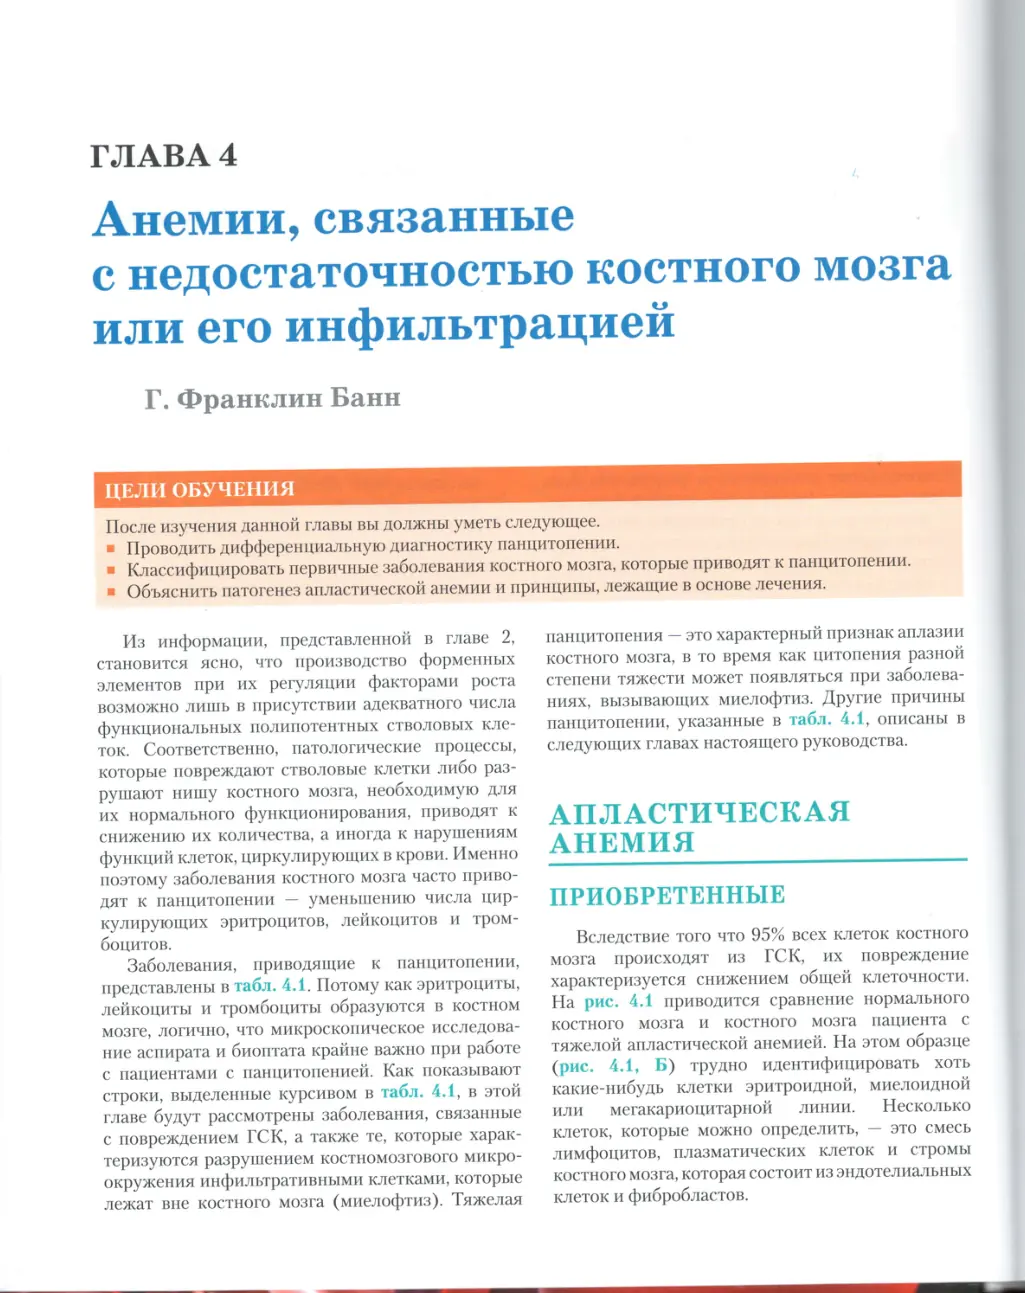 ГЛАВА 4
Анемии, связанные
с недостаточностью костного мозга
или его инфильтрацией
Г. Франклин Банн
ЦЕЛИ ОБУЧЕНИЯ
После изучения данной главы вы должны уметь следующее.
▪ Проводить дифференциальную диагностику панцитопении.
▪ Классифицировать первичные заболевания костного мозга, которые приводят к панцитопении.
▪ Объяснить патогенез апластической анемии и принципы, лежащие в основе лечения.
Из информации, представленной в главе 2,
становится ясно, что производство форменных
элементов при их регуляции факторами роста
возможно лишь в присутствии адекватного числа
функциональных полипотентных стволовых кле-
ток. Соответственно, патологические процессы,
которые повреждают стволовые клетки либо раз-
рушают нишу костного мозга, необходимую для
их нормального функционирования, приводят к
снижению их количества, а иногда к нарушениям
функций клеток, циркулирующих в крови. Именно
поэтому заболевания костного мозга часто приво-
дят к панцитопении — уменьшению числа цир-
кулирующих эритроцитов, лейкоцитов и тром-
боцитов.
Заболевания, приводящие к панцитопении,
представлены в табл. 4.1. Потому как эритроциты,
лейкоциты и тромбоциты образуются в костном
мозге, логично, что микроскопическое исследова-
ние аспирата и биоптата крайне важно при работе
с пациентами с панцитопенией. Как показывают
строки, выделенные курсивом в табл. 4.1, в этой
главе будут рассмотрены заболевания, связанные
с повреждением ГСК, а также те, которые харак-
теризуются разрушением костномозгового микро-
окружения инфильтративными клетками, которые
лежат вне костного мозга (миелофтиз). Тяжелая
панцитопения — это характерный признак аплазии
костного мозга, в то время как цитопения разной
степени тяжести может появляться при заболева-
ниях, вызывающих миелофтиз. Другие причины
панцитопении, указанные в табл. 4.1, описаны в
следующих главах настоящего руководства.
АПЛАСТИЧЕСКАЯ
АНЕМИЯ
ПРИОБРЕТЕННЫЕ
Вследствие того что 95% всех клеток костного
мозга происходят из ГСК, их повреждение
характеризуется снижением общей клеточности.
На рис. 4.1 приводится сравнение нормального
костного мозга и костного мозга пациента с
тяжелой апластической анемией. На этом образце
(рис. 4.1, Б) трудно идентифицировать хоть
какие-нибудь клетки эритроидной, миелоидной
или мегакариоцитарной линии. Несколько
клеток, которые можно определить, — это смесь
лимфоцитов, плазматических клеток и стромы
костного мозга, которая состоит из эндотелиальных
клеток и фибробластов.